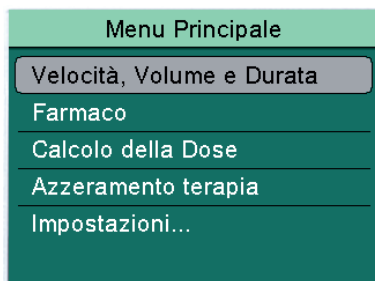 Menu Principale
Velocità, Volume e Durata
Farmaco
Calcolo della Dose
Azzeramento terapia
Impostazioni...